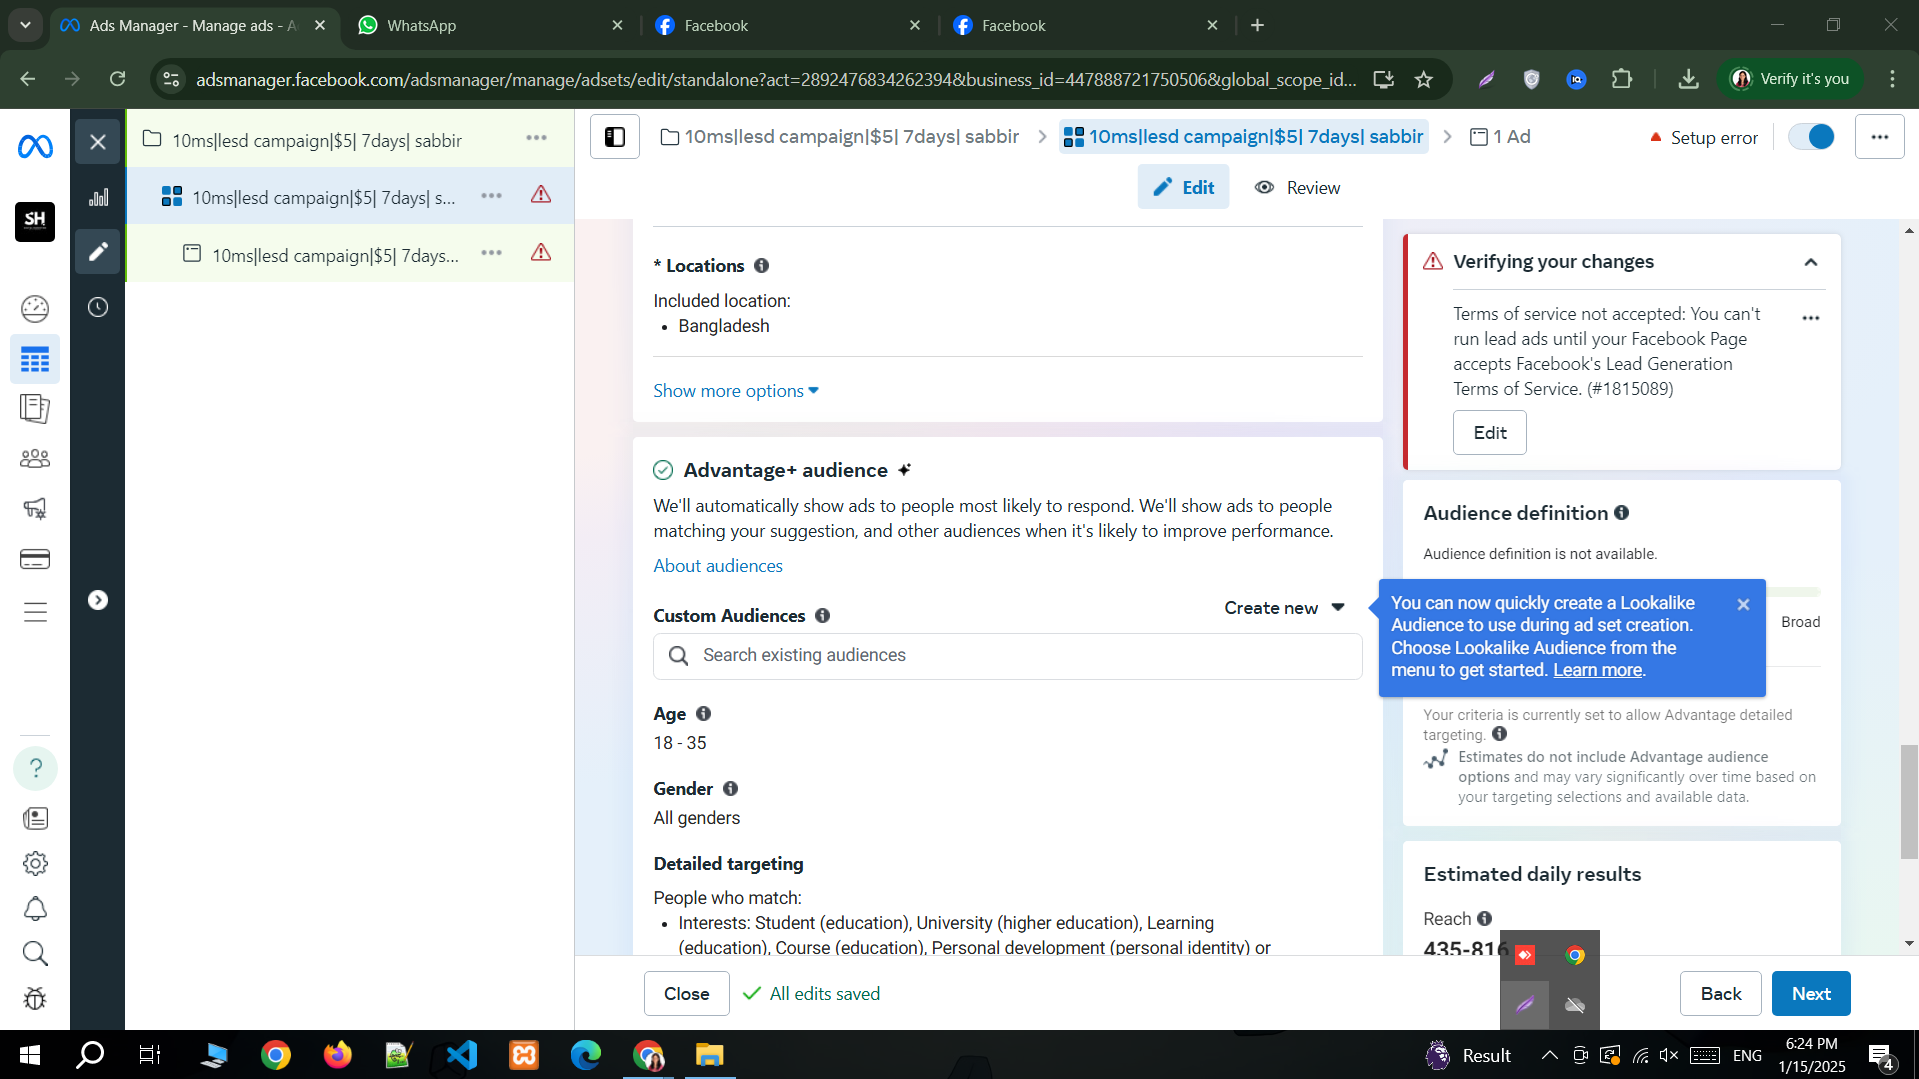 Ads Manager - Manage ads - A
WhatsApp
Facebook
Facebook
adsmanager.facebook.com/adsmanager/manage/adsets/edit/standalone?act=2892476834262394&business_id=447888721750506&global_scope_id...
Verify it's you
SH
10ms|lesd campaign|$5| 7days| sabbir
10ms|lesd campaign|$5| 7days| s...
10ms|lesd campaign|$5| 7days...
10ms|lesd campaign|$5| 7days| sabbir
10ms|lesd campaign|$5| 7days| sabbir
1 Ad
Setup error
Edit
Review
* Locations
Included location:
• Bangladesh
Show more options
Advantage+ audience
We'll automatically show ads to people most likely to respond. We'll show ads to people
matching your suggestion, and other audiences when it's likely to improve performance.
About audiences
Custom Audiences
Create new
Search existing audiences
Age
18 - 35
Gender
All genders
Detailed targeting
People who match:
• Interests: Student (education), University (higher education), Learning
(education), Course (education), Personal development (personal identity) or
Verifying your changes
Terms of service not accepted: You can't
run lead ads until your Facebook Page
accepts Facebook's Lead Generation
Terms of Service. (#1815089)
Edit
Audience definition
Audience definition is not available.
Broad
You can now quickly create a Lookalike
Audience to use during ad set creation.
Choose Lookalike Audience from the
menu to get started. Learn more.
Your criteria is currently set to allow Advantage detailed
targeting.
Estimates do not include Advantage audience
options and may vary significantly over time based on
your targeting selections and available data.
Estimated daily results
Reach
435-816
Close
All edits saved
Back
Next
Result
ENG
6:24 PM
1/15/2025
4